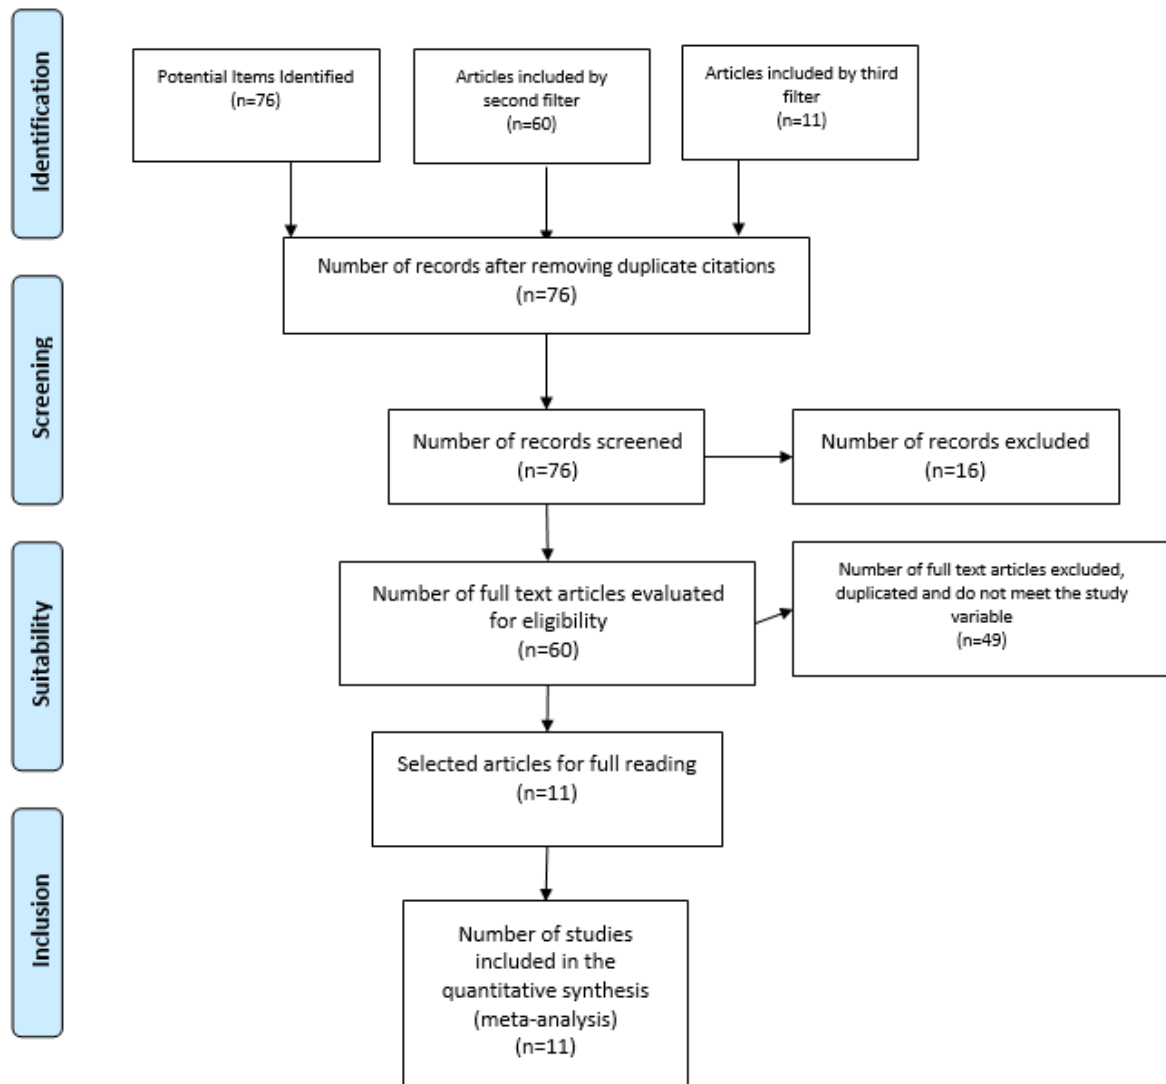 Identification
Potential Items Identified
(n=76)
Articles included by
second filter
(n=60)
Articles included by third
filter
(n=11)
Number of records after removing duplicate citations
(n=76)
Screening
Number of records screened
(n=76)
Number of records excluded
(n=16)
Suitability
Number of full text articles evaluated
for eligibility
(n=60)
Number of full text articles excluded,
duplicated and do not meet the study
variable
(n=49)
Selected articles for full reading
(n=11)
Inclusion
Number of studies
included in the
quantitative synthesis
(meta-analysis)
(n=11)